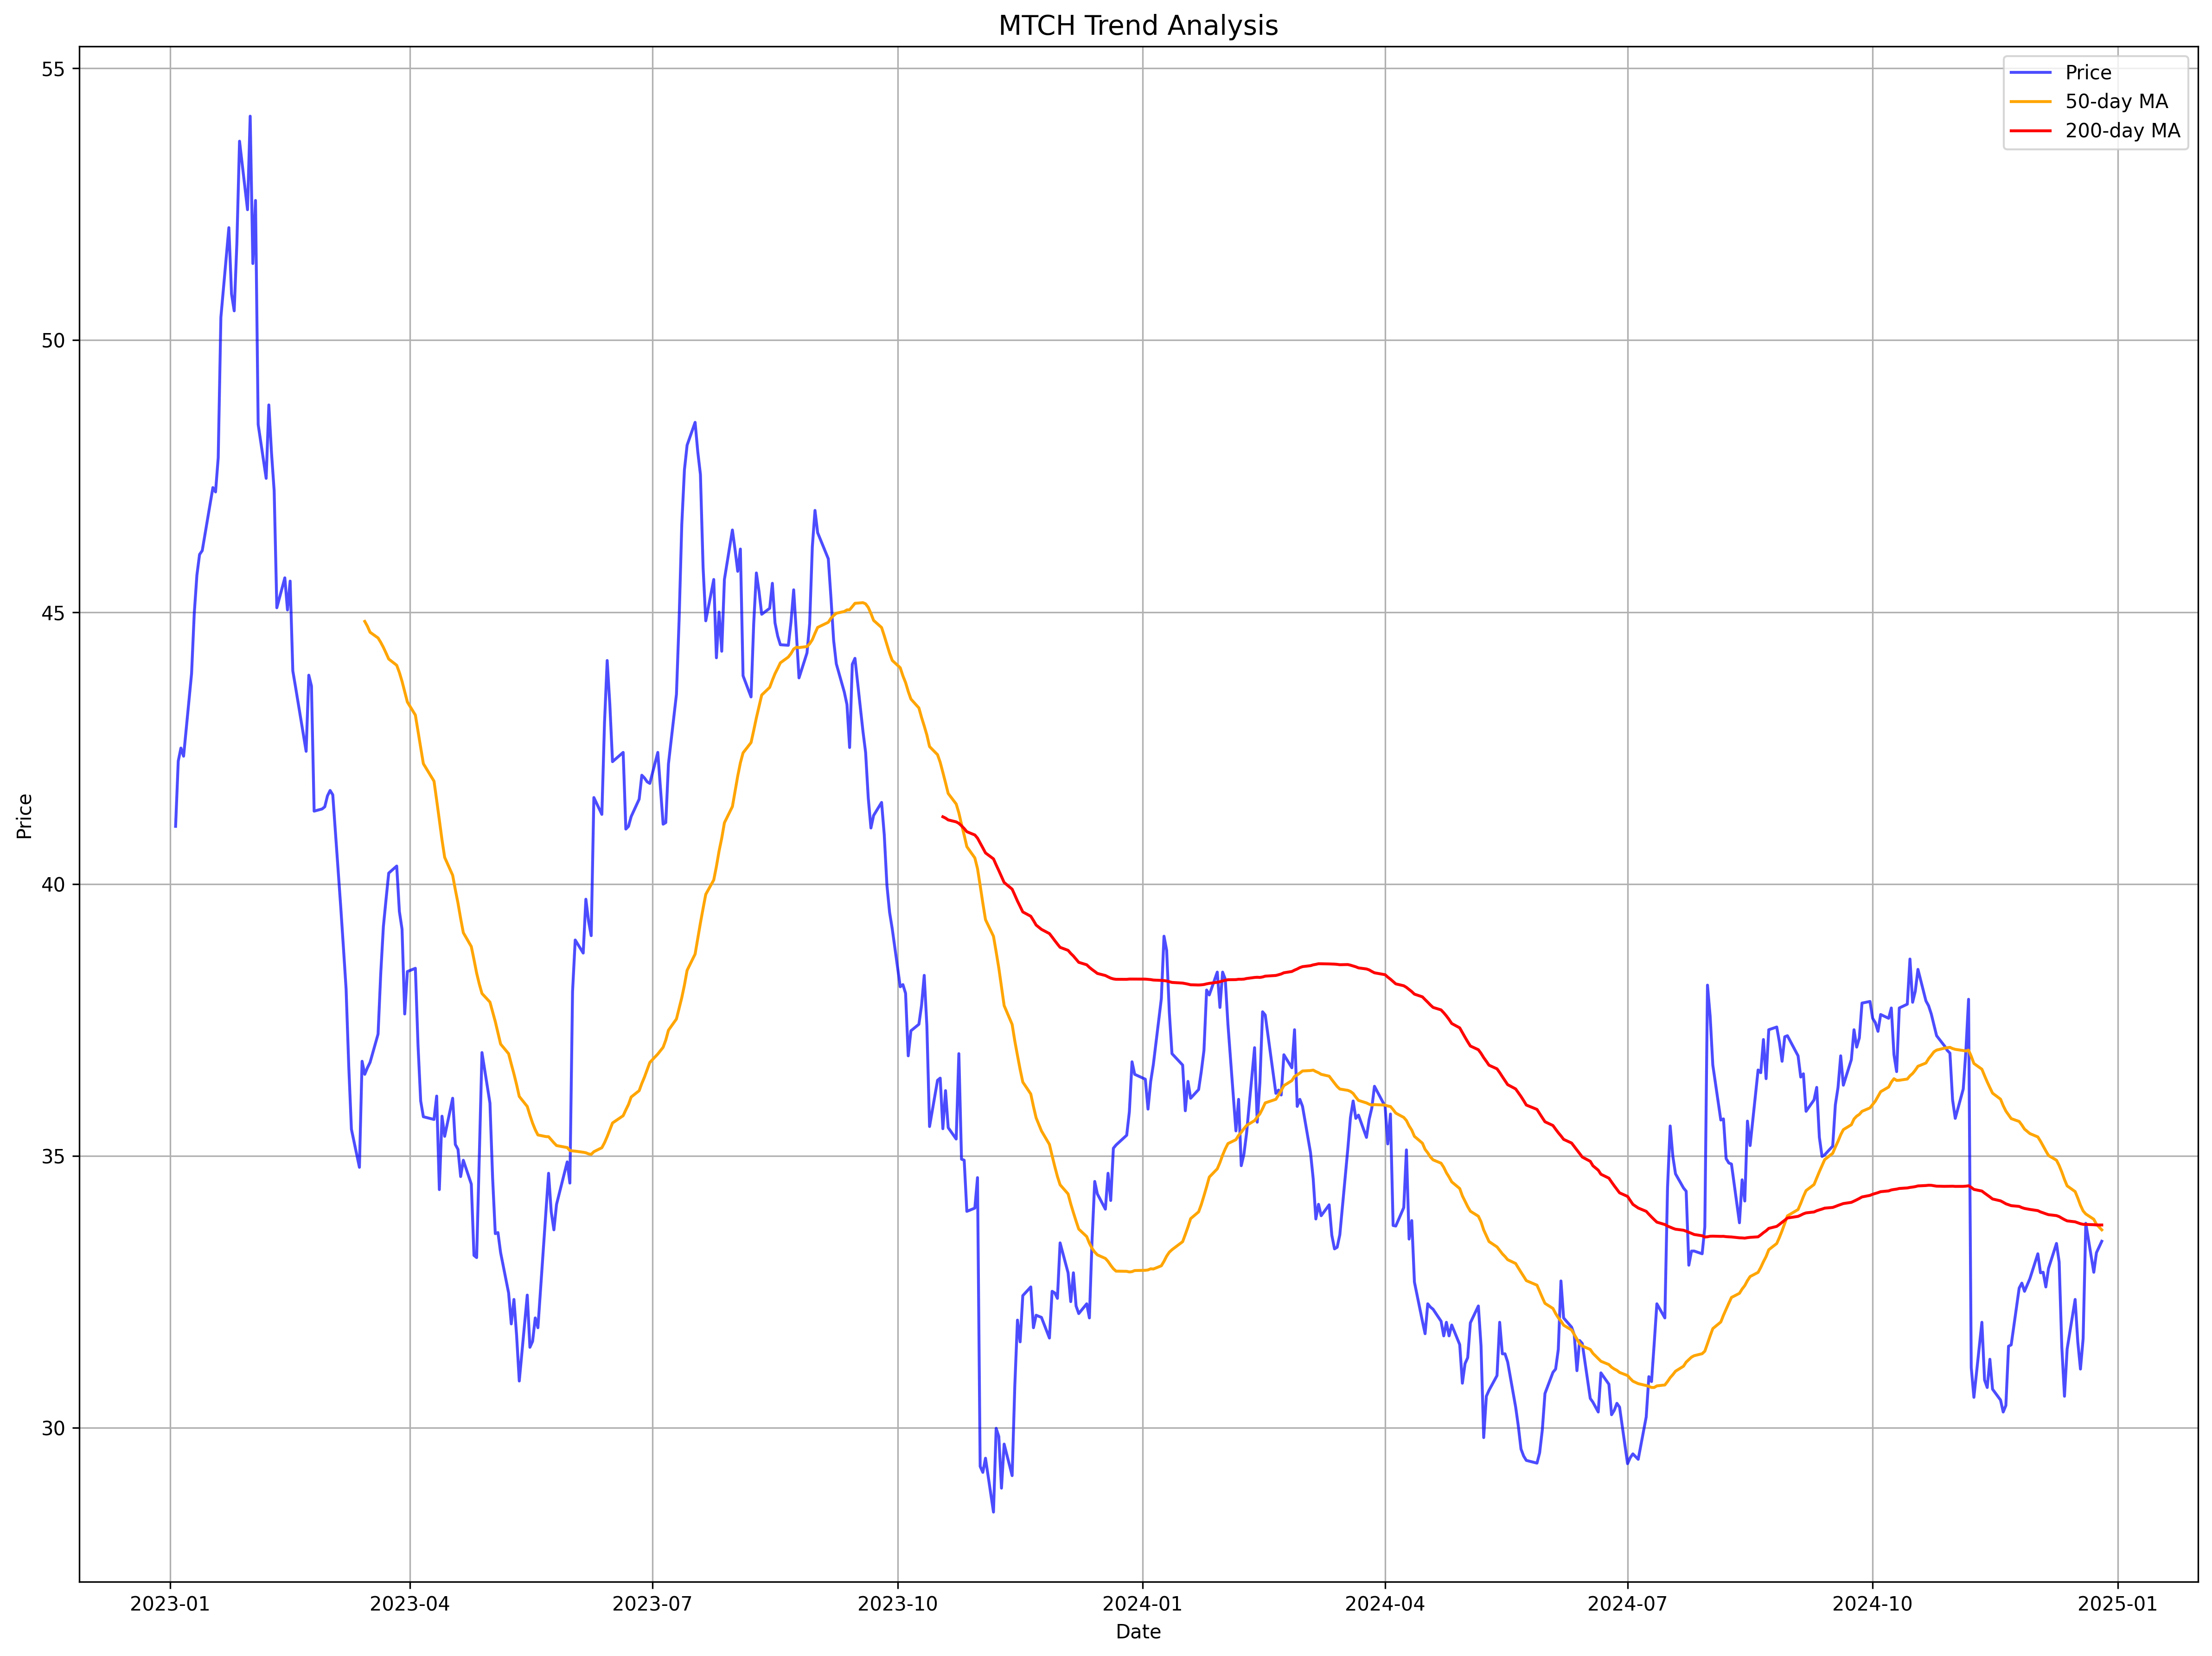 MTCH Trend Analysis
Price
50-day MA
200-day MA
55
50
45
40
35
30
Price
2023-01
2023-04
2023-07
2023-10
2024-01
2024-04
2024-07
2024-10
2025-01
Date